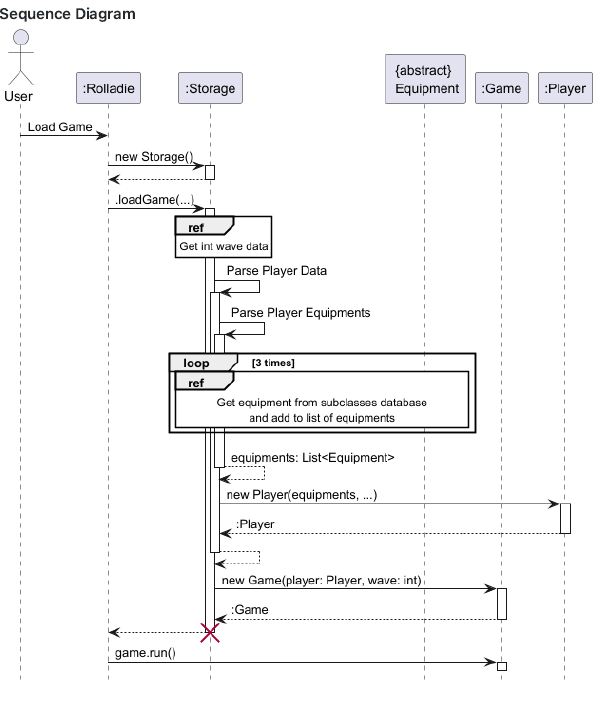 Sequence Diagram
User
:Rolladie
:Storage
{abstract}
Equipment
:Game
:Player
Load Game
new Storage()
.loadGame(...)
ref
Get int wave data
Parse Player Data
Parse Player Equipments
loop [3 times]
ref
Get equipment from subclasses database
and add to list of equipments
equipments: List<Equipment>
new Player(equipments, ...)
:Player
new Game(player: Player, wave: int)
:Game
game.run()